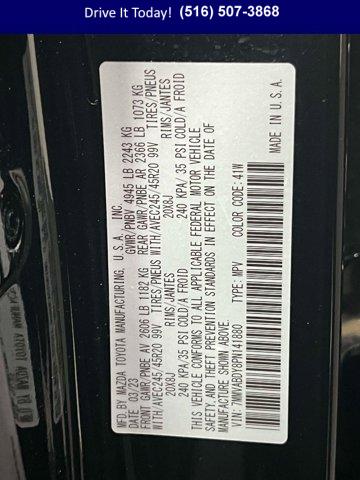 Drive It Today! (516) 507-3868
MFD. BY MAZDA TOYOTA MANUFACTURING, U.S.A. INC.
DATE 03/23 GVWR/PNBV 4945 LB 2243 KG
FRONT GAWR/PNBE AV 2606 LB 1182 KG REAR GAWR/PNBE AR 2366 LB 1073 KG
WITH/AVEC245/45R20 99V TIRES/PNEUS WITH/AVEC245/45R20 99V TIRES/PNEUS
20X8J RIMS/JANTES 20X8J RIMS/JANTES
240 KPA/35 PSI COLD/A FROID 240 KPA/35 PSI COLD/A FROID
THIS VEHICLE CONFORMS TO ALL APPLICABLE FEDERAL MOTOR VEHICLE
SAFETY AND THEFT PREVENTION STANDARDS IN EFFECT ON THE DATE OF
MANUFACTURE SHOWN ABOVE.
7MMVABDY8PN141880 TYPE: MPV COLOR CODE: 41W
MADE IN U.S.A.